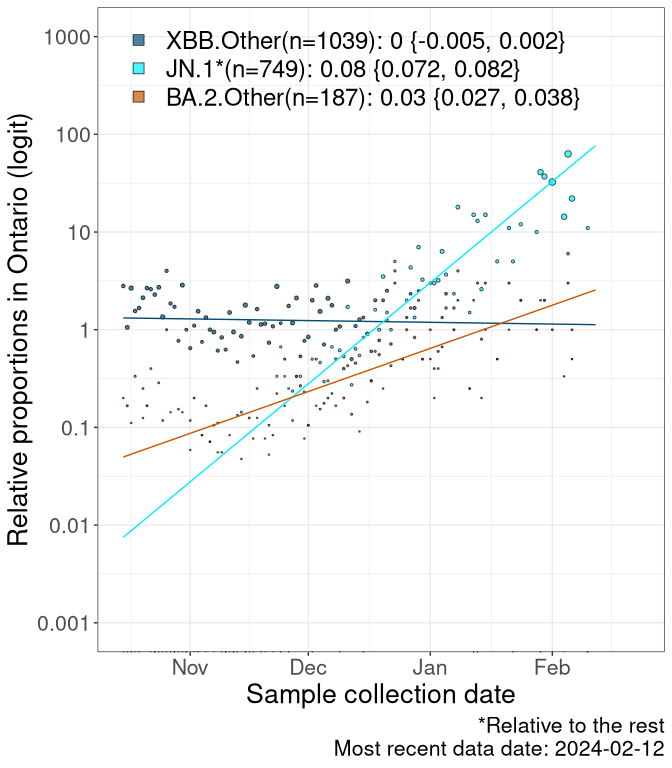 XBB.Other(n=1039): 0 {-0.005, 0.002}
JN.1*(n=749): 0.08 {0.072, 0.082}
BA.2.Other(n=187): 0.03 {0.027, 0.038}
Relative proportions in Ontario (logit)
1000
100
10
1
0.1
0.01
0.001
Nov Dec Jan Feb
Sample collection date
*Relative to the rest
Most recent data date: 2024-02-12